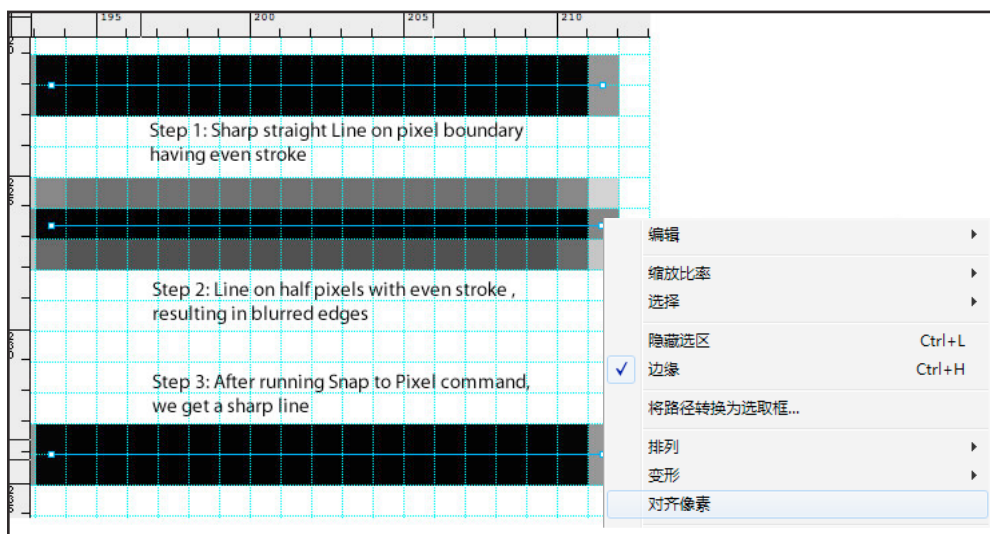 195 200 205 210
Step 1: Sharp straight Line on pixel boundary
having even stroke
Step 2: Line on half pixels with even stroke ,
resulting in blurred edges
Step 3: After running Snap to Pixel command,
we get a sharp line
编辑
缩放比率
选择
隐藏选区 Ctrl+L
边缘 Ctrl+H
将路径转换为选取框...
排列
变形
对齐像素